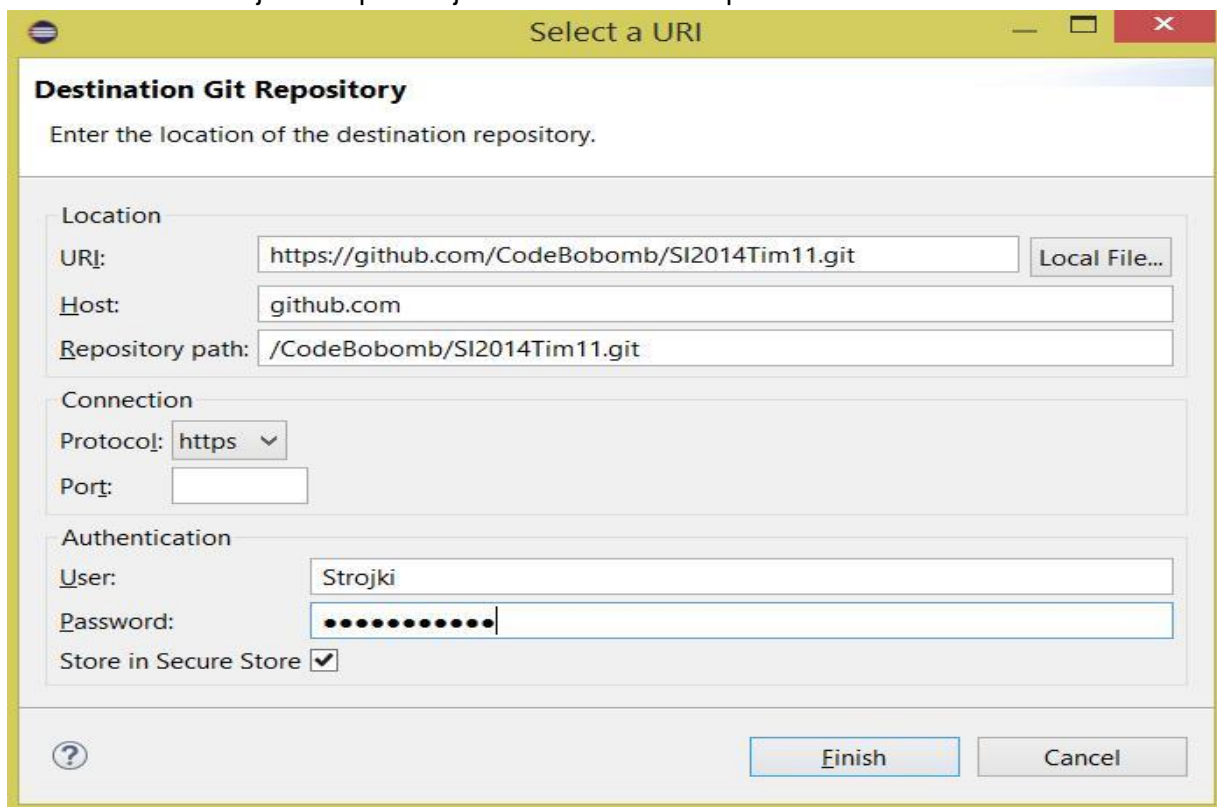 Select a URI
Destination Git Repository
Enter the location of the destination repository.
Location
URI: https://github.com/CodeBobomb/SI2014Tim11.git Local File...
Host: github.com
Repository path: /CodeBobomb/SI2014Tim11.git
Connection
Protocol: https
Port:
Authentication
User: Strojki
Password: ●●●●●●●●●●●
Store in Secure Store
Finish Cancel